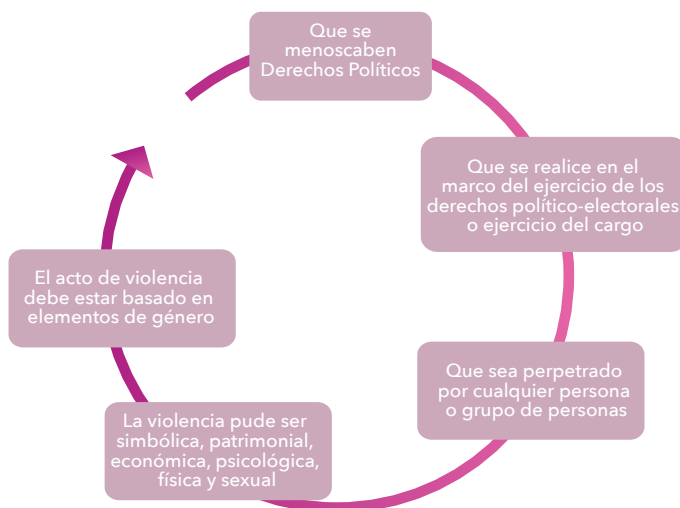 Que se
menoscaben
Derechos Políticos
Que se realice en el
marco del ejercicio de los
derechos político-electorales
o ejercicio del cargo
Que sea perpetrado
por cualquier persona
o grupo de personas
La violencia pude ser
simbólica, patrimonial,
económica, psicológica,
física y sexual
El acto de violencia
debe estar basado en
elementos de género